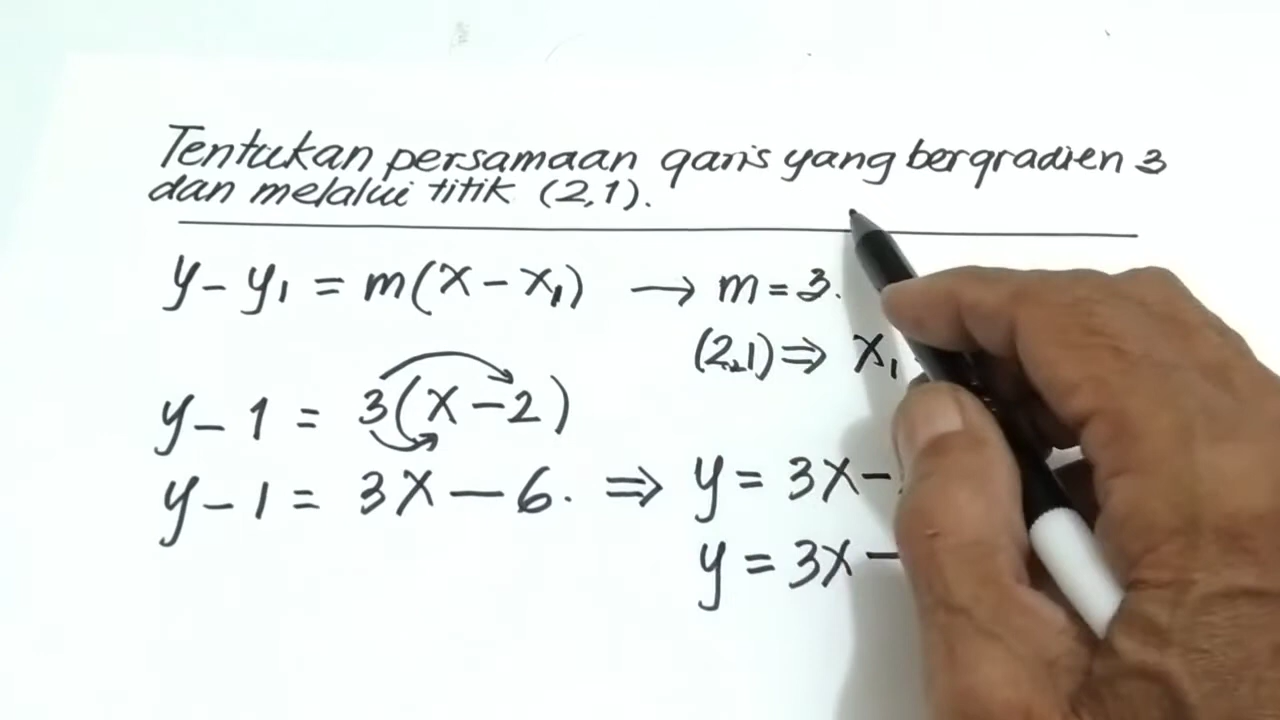 Tentukan persamaan garis yang bergradien 3
dan melalui titik (2,1).
y - y₁ = m(x - x₁) → m = 3.
(2,1) ⇒ x₁
y - 1 = 3(x - 2)
y - 1 = 3x - 6. ⇒ y = 3x -
y = 3x -